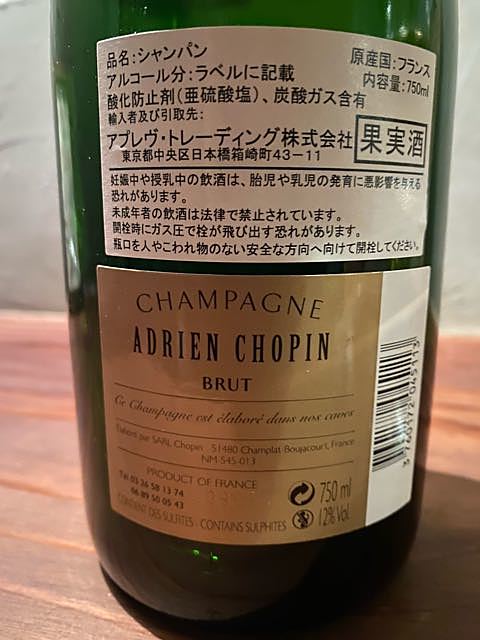 品名:シャンパン 原産国:フランス
アルコール分:ラベルに記載 内容量:750ml
酸化防止剤(亜硫酸塩)、炭酸ガス含有
輸入者及び引取先:
アプレヴ・トレーディング株式会社 果実酒
東京都中央区日本橋箱崎町43-11
妊娠中や授乳中の飲酒は、胎児や乳児の発育に悪影響を与える
恐れがあります。
未成年者の飲酒は法律で禁止されています。
開栓時にガス圧で栓が飛び出す恐れがあります。
瓶口を人やこわれ物のない安全な方向へ向けて開栓してください。
CHAMPAGNE
ADRIEN CHOPIN
BRUT
Ce Champagne est élaboré dans nos caves
Elaboré par SARL Chopin 51480 Champlat-Boujacourt, France
NM-545-013
PRODUCT OF FRANCE
Tél 03 26 58 13 74
06 89 50 05 43
CONTIENT DES SULFITES - CONTAINS SULPHITES
750 ml
12% Vol.
3 760172 045113